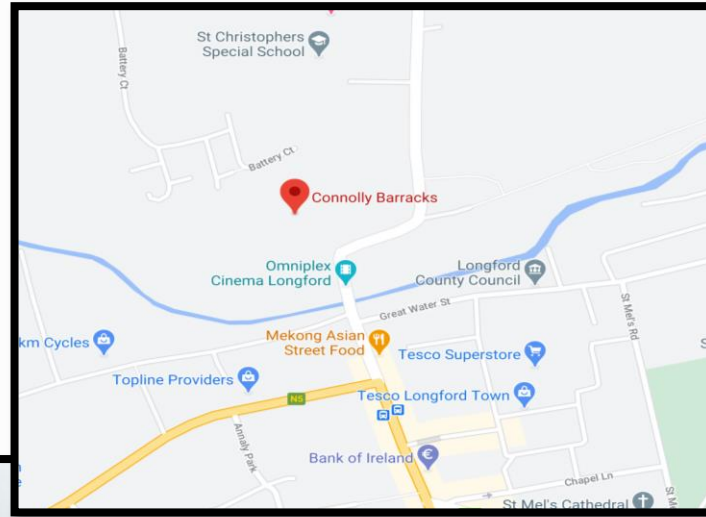 St Christophers
Special School
Battery Ct
Battery Ct
Connolly Barracks
Omniplex
Cinema Longford
Longford
County Council
Great Water St
St Mel's Rd
km Cycles
Mekong Asian
Street Food
Tesco Superstore
Topline Providers
Tesco Longford Town
N5
Annaly Park
Bank of Ireland
€
Chapel Ln
St Mel's Cathedral